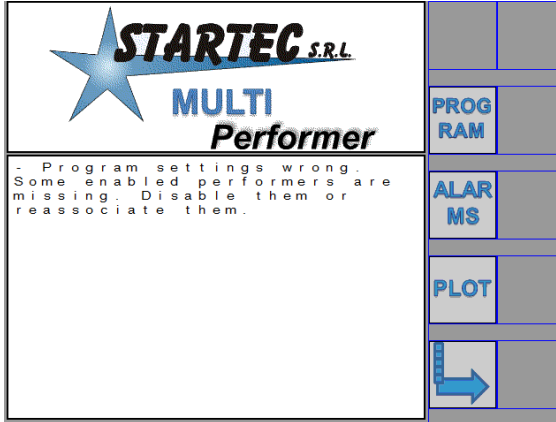 STARTEC S.R.L.
MULTI
Performer
PROG
RAM
- Program settings wrong.
Some enabled performers are
missing. Disable them or
reassociate them.
ALAR
MS
PLOT